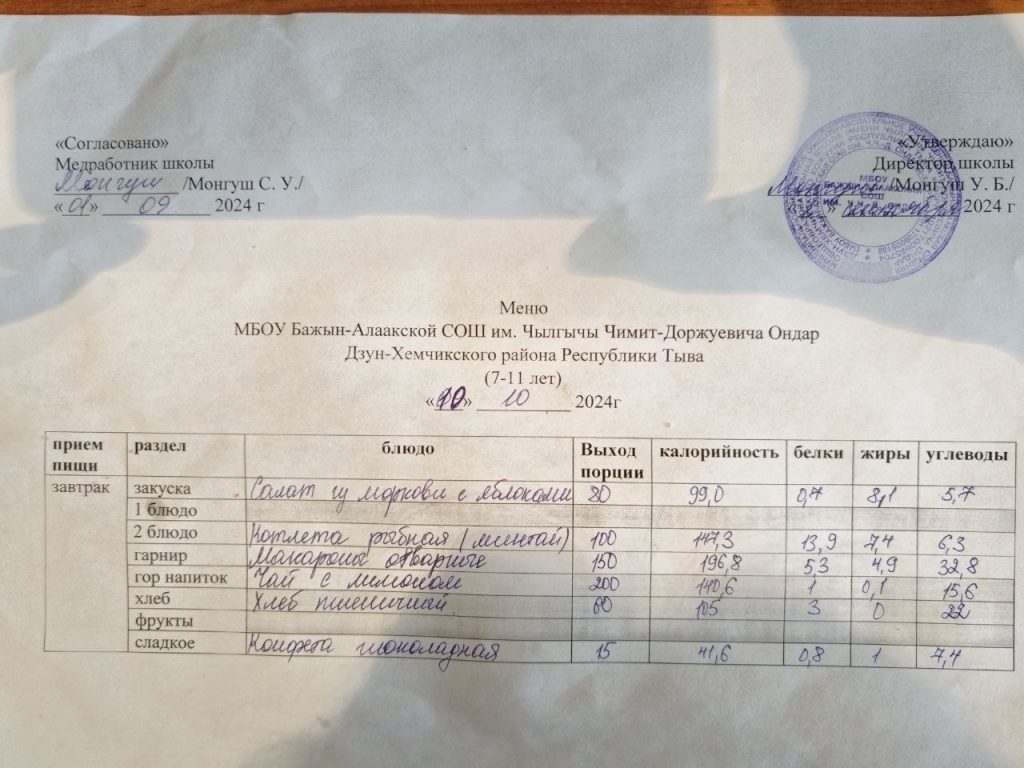 «Согласовано»
Медработник школы
Монгуш /Монгуш С. У./
«01» 09 2024 г
«Утверждаю»
Директор школы
/Монгуш У. Б./
2024 г
МБОУ
БАЖЫН-АЛААКСКАЯ
СОШ
Меню
МБОУ Бажын-Алаакской СОШ им. Чылгычы Чимит-Доржуевича Ондар
Дзун-Хемчикского района Республики Тыва
(7-11 лет)
«10» 10 2024г
прием пищи раздел блюдо Выход порции калорийность белки жиры углеводы
завтрак закуска Салат из моркови с яблоками 80 99,0 0,7 8,1 5,7
1 блюдо
2 блюдо Котлета рыбная (минтай) 100 147,3 13,9 7,4 6,3
гарнир Макароны отварные 150 196,8 5,3 4,9 32,8
гор напиток Чай с лимоном 200 140,6 1 0,1 15,6
хлеб Хлеб пшеничный 60 105 3 0 22
фрукты
сладкое Конфета шоколадная 15 41,6 0,8 1 7,4